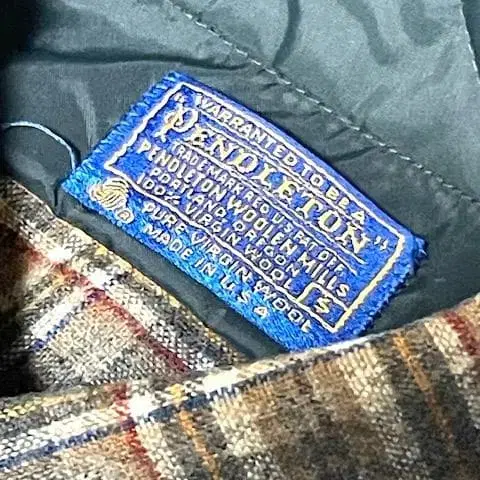 WARRANTED TO BE A
"PENDLETON"
TRADE MARK REG. US PAT. OFF.
PENDLETON WOOLEN MILLS
PORTLAND, OREGON
100% VIRGIN WOOL
S
PURE VIRGIN WOOL
MADE IN U.S.A